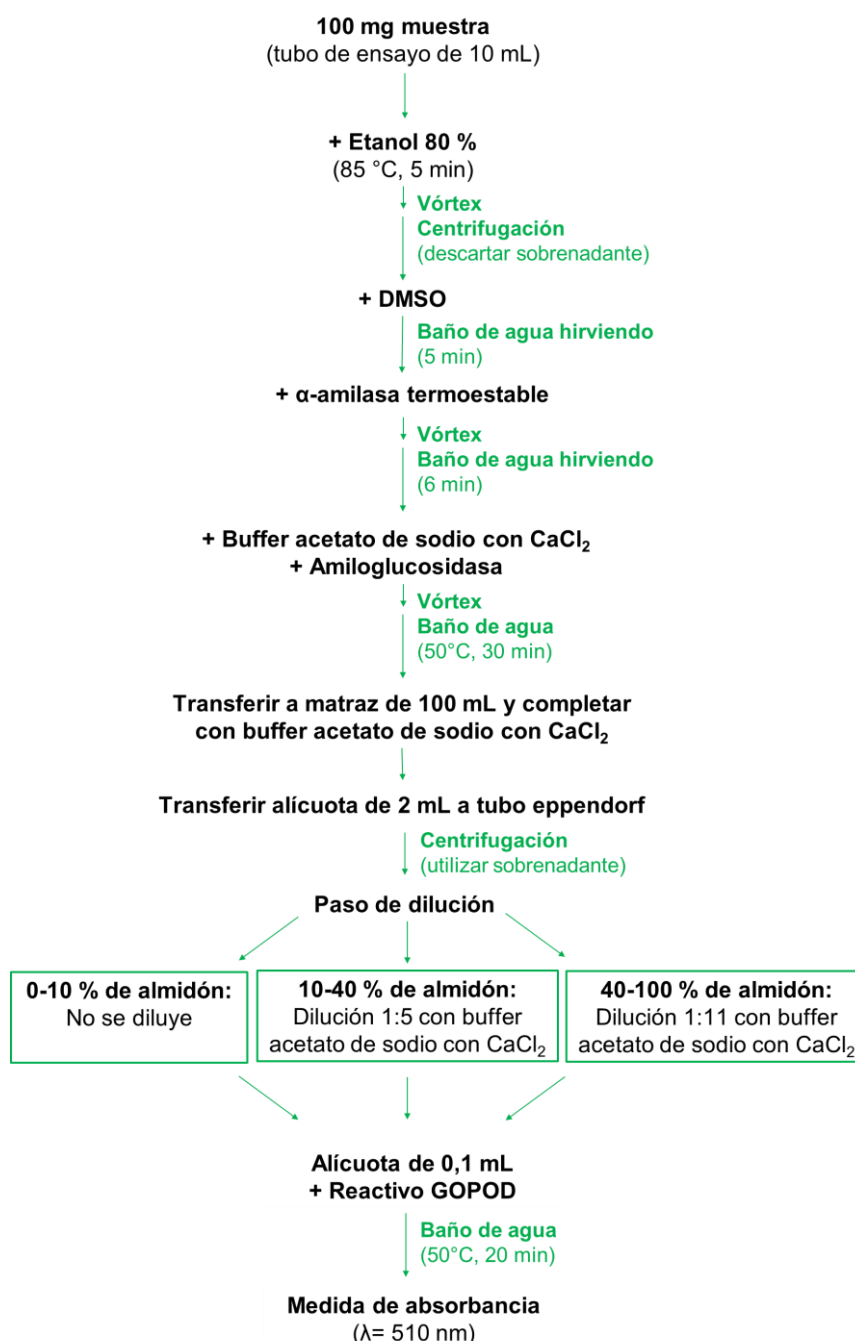 100 mg muestra
(tubo de ensayo de 10 mL)
+ Etanol 80 %
(85 °C, 5 min)
Vórtex
Centrifugación
(descartar sobrenadante)
+ DMSO
Baño de agua hirviendo
(5 min)
+ α-amilasa termoestable
Vórtex
Baño de agua hirviendo
(6 min)
+ Buffer acetato de sodio con CaCl₂
+ Amiloglucosidasa
Vórtex
Baño de agua
(50°C, 30 min)
Transferir a matraz de 100 mL y completar
con buffer acetato de sodio con CaCl₂
Transferir alícuota de 2 mL a tubo eppendorf
Centrifugación
(utilizar sobrenadante)
Paso de dilución
0-10 % de almidón:
No se diluye
10-40 % de almidón:
Dilución 1:5 con buffer
acetato de sodio con CaCl₂
40-100 % de almidón:
Dilución 1:11 con buffer
acetato de sodio con CaCl₂
Alícuota de 0,1 mL
+ Reactivo GOPOD
Baño de agua
(50°C, 20 min)
Medida de absorbancia
(λ= 510 nm)